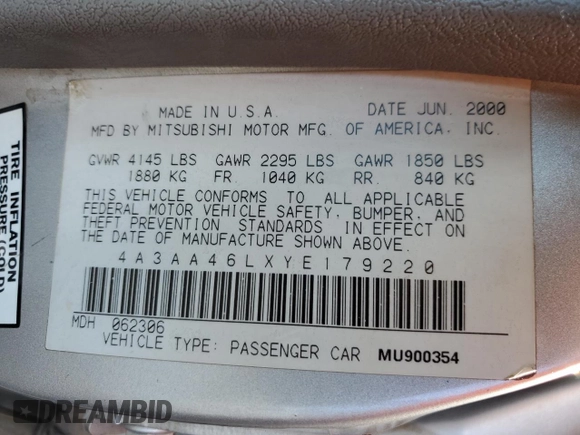 MADE IN U.S.A. DATE JUN. 2000
MFD BY MITSUBISHI MOTOR MFG. OF AMERICA, INC.
GVWR 4145 LBS GAWR 2295 LBS GAWR 1850 LBS
1880 KG FR. 1040 KG RR. 840 KG
THIS VEHICLE CONFORMS TO ALL APPLICABLE
FEDERAL MOTOR VEHICLE SAFETY, BUMPER, AND
THEFT PREVENTION STANDARDS IN EFFECT ON
THE DATE OF MANUFACTURE SHOWN ABOVE.
4A3AA46LXYE179220
MDH 062306
VEHICLE TYPE: PASSENGER CAR MU900354
TIRE INFLATION
PRESSURE (COLD)
DREAMBID